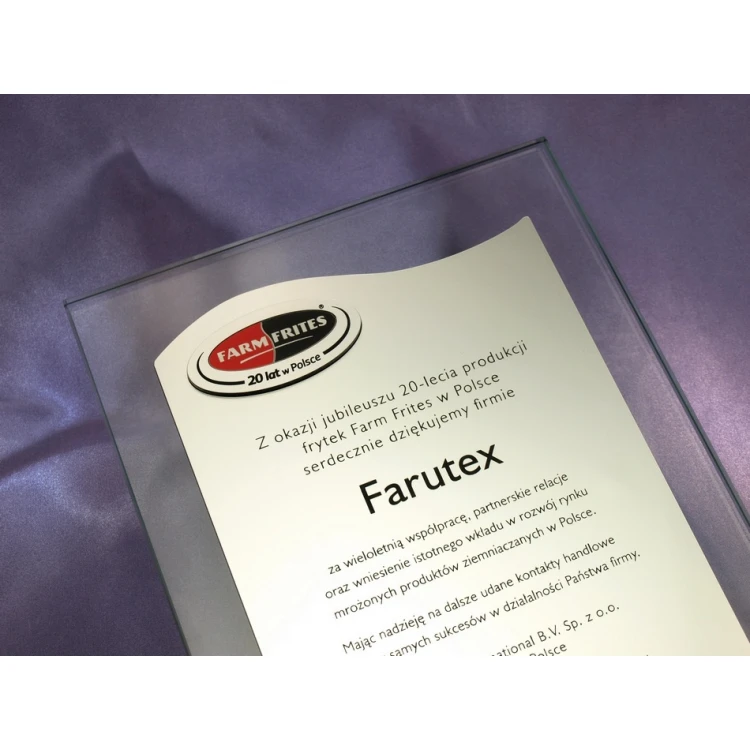 FARM FRITES ®
20 lat w Polsce
Z okazji jubileuszu 20-lecia produkcji
frytek Farm Frites w Polsce
serdecznie dziękujemy firmie
Farutex
za wieloletnią współpracę, partnerskie relacje
oraz wniesienie istotnego wkładu w rozwój rynku
mrożonych produktów ziemniaczanych w Polsce.
Mając nadzieję na dalsze udane kontakty handlowe
samych sukcesów w działalności Państwa firmy.
B.V. Sp. z o.o.